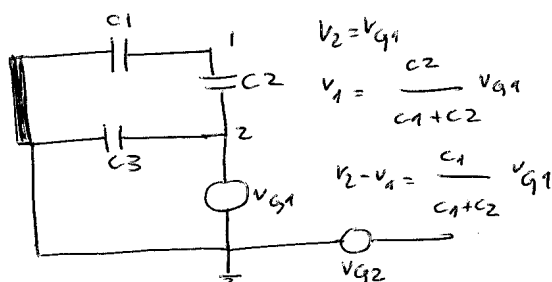 C1
1
C2
C3
2
VG1
VG2
V2 = VG1
V1 = C2 / C1+C2 VG1
V2 - V1 = C1 / C1+C2 VG1